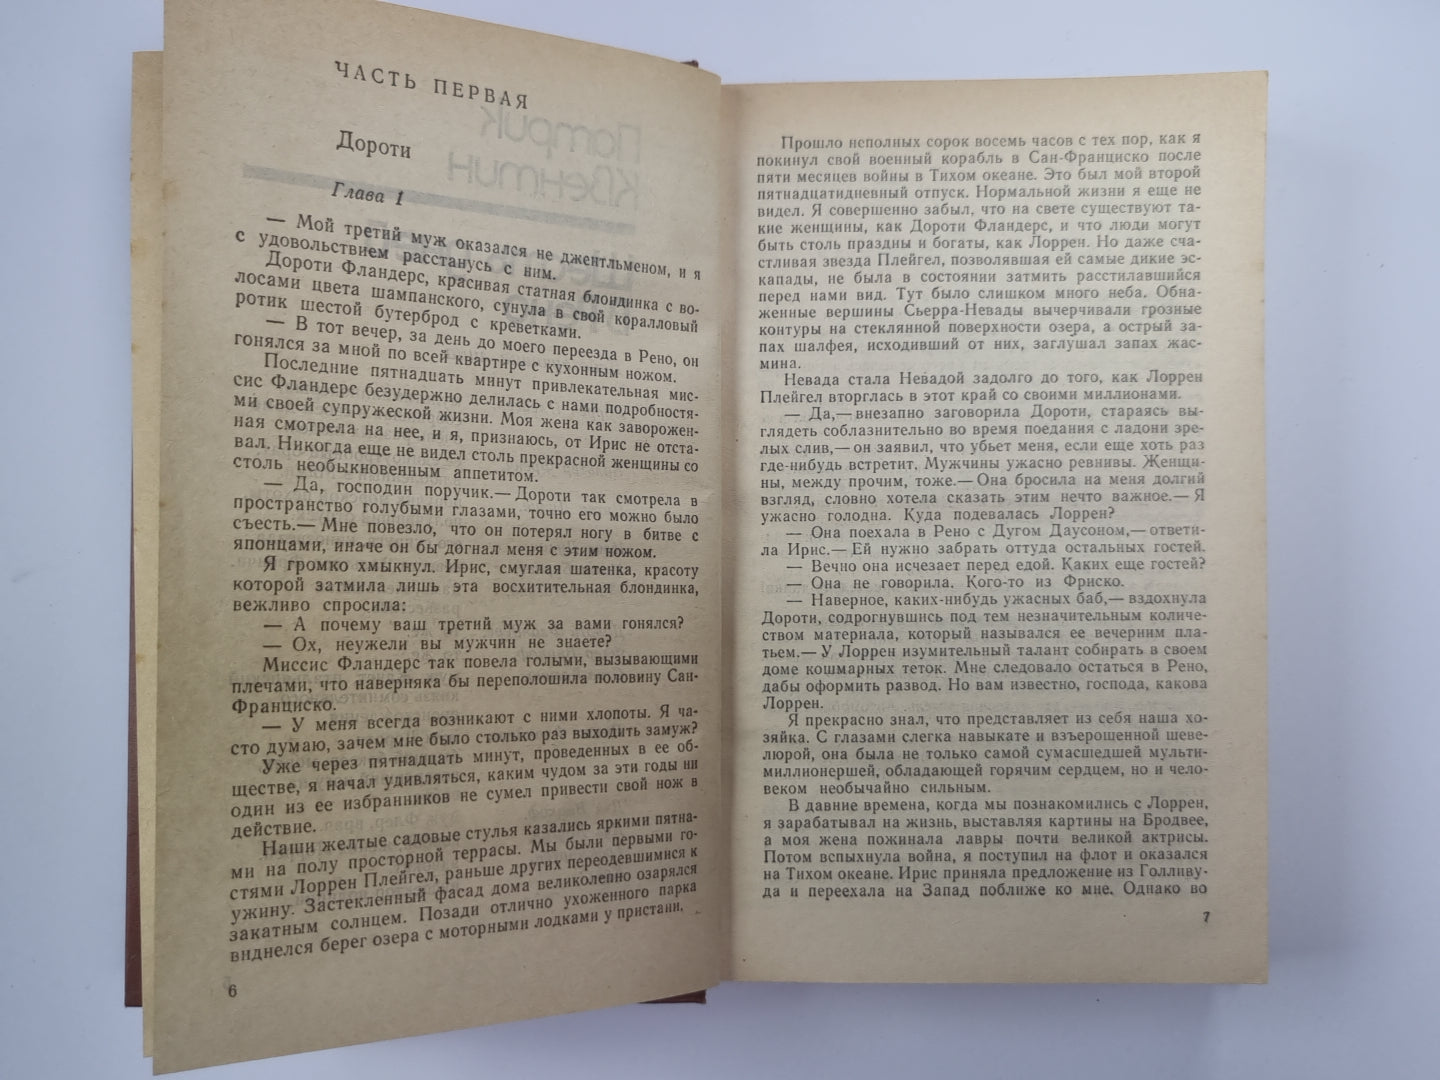 ЧАСТЬ ПЕРВАЯ
Дороти
Глава 1
— Мой третий муж оказался не джентльменом, и я
с удовольствием расстанусь с ним.
Дороти Фландерс, красивая статная блондинка с во-
лосами цвета шампанского, сунула в свой коралловый
ротик шестой бутерброд с креветками.
— В тот вечер, за день до моего переезда в Рено, он
гонялся за мной по всей квартире с кухонным ножом.
Последние пятнадцать минут привлекательная мис-
сис Фландерс безудержно делилась с нами подробностя-
ми своей супружеской жизни. Моя жена как заворожен-
ная смотрела на нее, и я, признаюсь, от Ирис не отста-
вал. Никогда еще не видел столь прекрасной женщины со
столь необыкновенным аппетитом.
— Да, господин поручик.— Дороти так смотрела в
пространство голубыми глазами, точно его можно было
съесть.— Мне повезло, что он потерял ногу в битве с
японцами, иначе он бы догнал меня с этим ножом.
Я громко хмыкнул. Ирис, смуглая шатенка, красоту
которой затмила лишь эта восхитительная блондинка,
вежливо спросила:
— А почему ваш третий муж за вами гонялся?
— Ох, неужели вы мужчин не знаете?
Миссис Фландерс так повела голыми, вызывающими
плечами, что наверняка бы переполошила половину Сан-
Франциско.
— У меня всегда возникают с ними хлопоты. Я ча-
сто думаю, зачем мне было столько раз выходить замуж?
Уже через пятнадцать минут, проведенных в ее об-
ществе, я начал удивляться, каким чудом за эти годы ни
один из ее избранников не сумел привести свой нож в
действие.
Наши желтые садовые стулья казались яркими пятна-
ми на полу просторной террасы. Мы были первыми го-
стями Лоррен Плейгел, раньше других переодевшимися к
ужину. Застекленный фасад дома великолепно озарялся
закатным солнцем. Позади отлично ухоженного парка
виднелся берег озера с моторными лодками у пристани.
6
Прошло неполных сорок восемь часов с тех пор, как я
покинул свой военный корабль в Сан-Франциско после
пяти месяцев войны в Тихом океане. Это был мой второй
пятнадцатидневный отпуск. Нормальной жизни я еще не
видел. Я совершенно забыл, что на свете существуют та-
кие женщины, как Дороти Фландерс, и что люди могут
быть столь праздны и богаты, как Лоррен. Но даже сча-
стливая звезда Плейгел, позволявшая ей самые дикие эс-
капады, не была в состоянии затмить расстилавшийся
перед нами вид. Тут было слишком много неба. Обна-
женные вершины Сьерра-Невады вычерчивали грозные
контуры на стеклянной поверхности озера, а острый за-
пах шалфея, исходивший от них, заглушал запах жас-
мина.
Невада стала Невадой задолго до того, как Лоррен
Плейгел вторглась в этот край со своими миллионами.
— Да,— внезапно заговорила Дороти, стараясь вы-
глядеть соблазнительно во время поедания с ладони зре-
лых слив,— он заявил, что убьет меня, если еще хоть раз
где-нибудь встретит. Мужчины ужасно ревнивы. Женщи-
ны, между прочим, тоже.— Она бросила на меня долгий
взгляд, словно хотела сказать этим нечто важное.— Я
ужасно голодна. Куда подевалась Лоррен?
— Она поехала в Рено с Дугом Даусоном,— ответи-
ла Ирис.— Ей нужно забрать оттуда остальных гостей.
— Вечно она исчезает перед едой. Каких еще гостей?
— Она не говорила. Кого-то из Фриско.
— Наверное, каких-нибудь ужасных баб,— вздохнула
Дороти, содрогнувшись под тем незначительным количе-
ством материала, который назывался ее вечерним пла-
тьем.— У Лоррен изумительный талант собирать в своем
доме кошмарных теток. Мне следовало остаться в Рено,
дабы оформить развод. Но вам известно, господа, какова
Лоррен.
Я прекрасно знал, что представляет из себя наша хо-
зяйка. С глазами слегка навыкате и взъерошенной шеве-
люрой, она была не только самой сумасшедшей мульти-
миллионершей, обладающей горячим сердцем, но и чело-
веком необычайно сильным.
В давние времена, когда мы познакомились с Лоррен,
я зарабатывал на жизнь, выставляя картины на Бродвее,
а моя жена пожинала лавры почти великой актрисы.
Потом вспыхнула война, я поступил на флот и оказался
на Тихом океане. Ирис приняла предложение из Голливу-
да и переехала на Запад поближе ко мне. Однако во
7